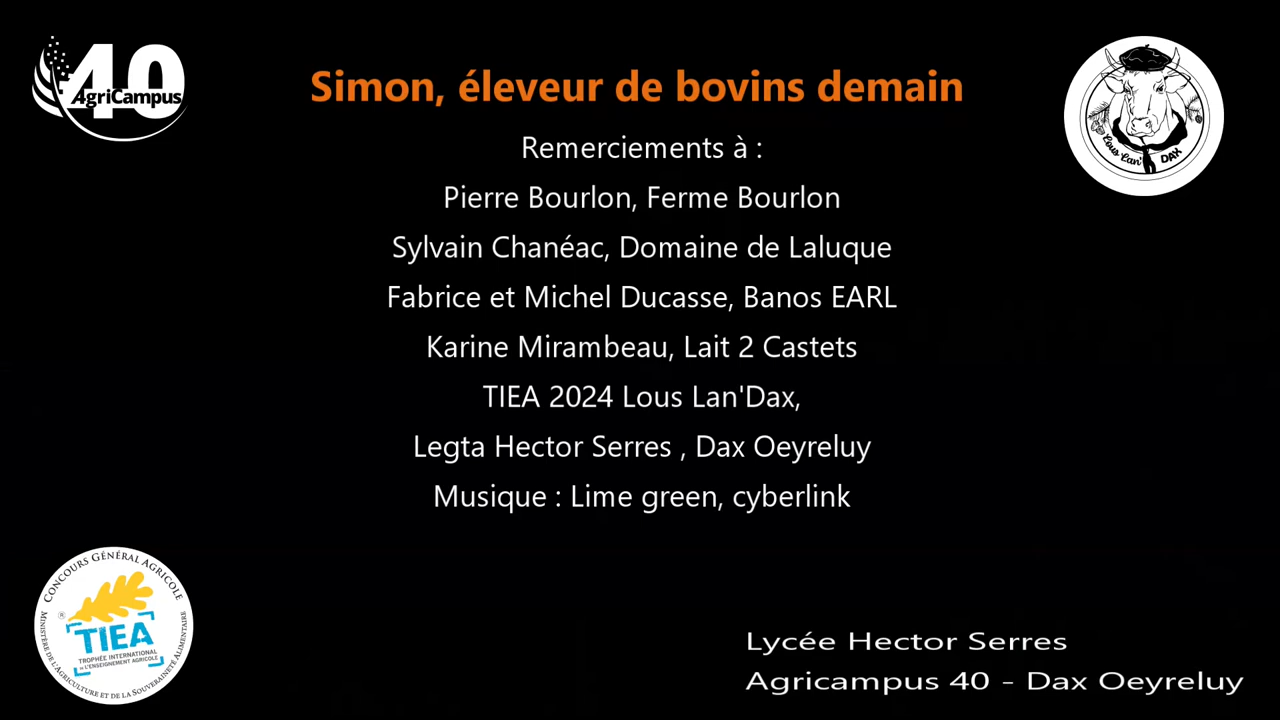 40
AgriCampus
Simon, éleveur de bovins demain
Remerciements à :
Pierre Bourlon, Ferme Bourlon
Sylvain Chanéac, Domaine de Laluque
Fabrice et Michel Ducasse, Banos EARL
Karine Mirambeau, Lait 2 Castets
TIEA 2024 Lous Lan'Dax,
Legta Hector Serres , Dax Oeyreluy
Musique : Lime green, cyberlink
Lous Lan' DAX
CONCOURS GÉNÉRAL AGRICOLE
®
TIEA
TROPHÉE INTERNATIONAL
DE L'ENSEIGNEMENT AGRICOLE
MINISTÈRE DE L'AGRICULTURE ET DE LA SOUVERAINETÉ ALIMENTAIRE
Lycée Hector Serres
Agricampus 40 - Dax Oeyreluy